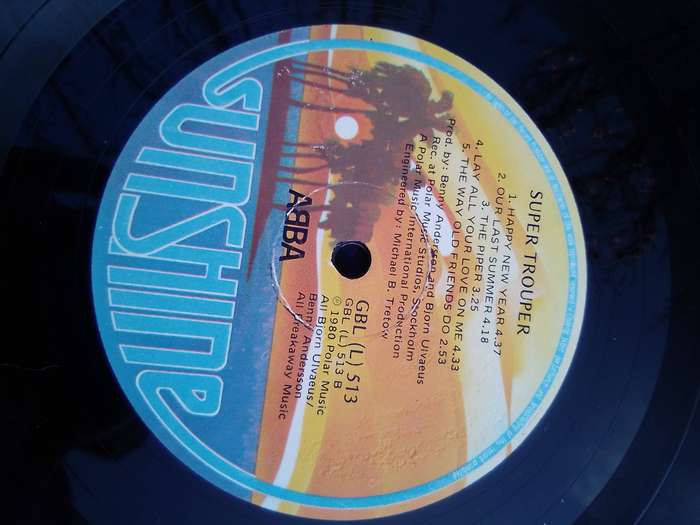 SUNSHINE
ABBA
SUPER TROUPER
1. HAPPY NEW YEAR 4.37
2. OUR LAST SUMMER 4.18
3. THE PIPER 3.25
4. LAY ALL YOUR LOVE ON ME 4.33
5. THE WAY OLD FRIENDS DO 2.53
Prod. by: Benny Andersson and Bjorn Ulvaeus
Rec. at Polar Music Studios, Stockholm
A Polar Music International Production
Engineered by: Michael B. Tretow
GBL (L) 513
GBL (L) 513 B
℗ 1980 Polar Music
All: Bjorn Ulvaeus/
Benny Andersson
All Breakaway Music